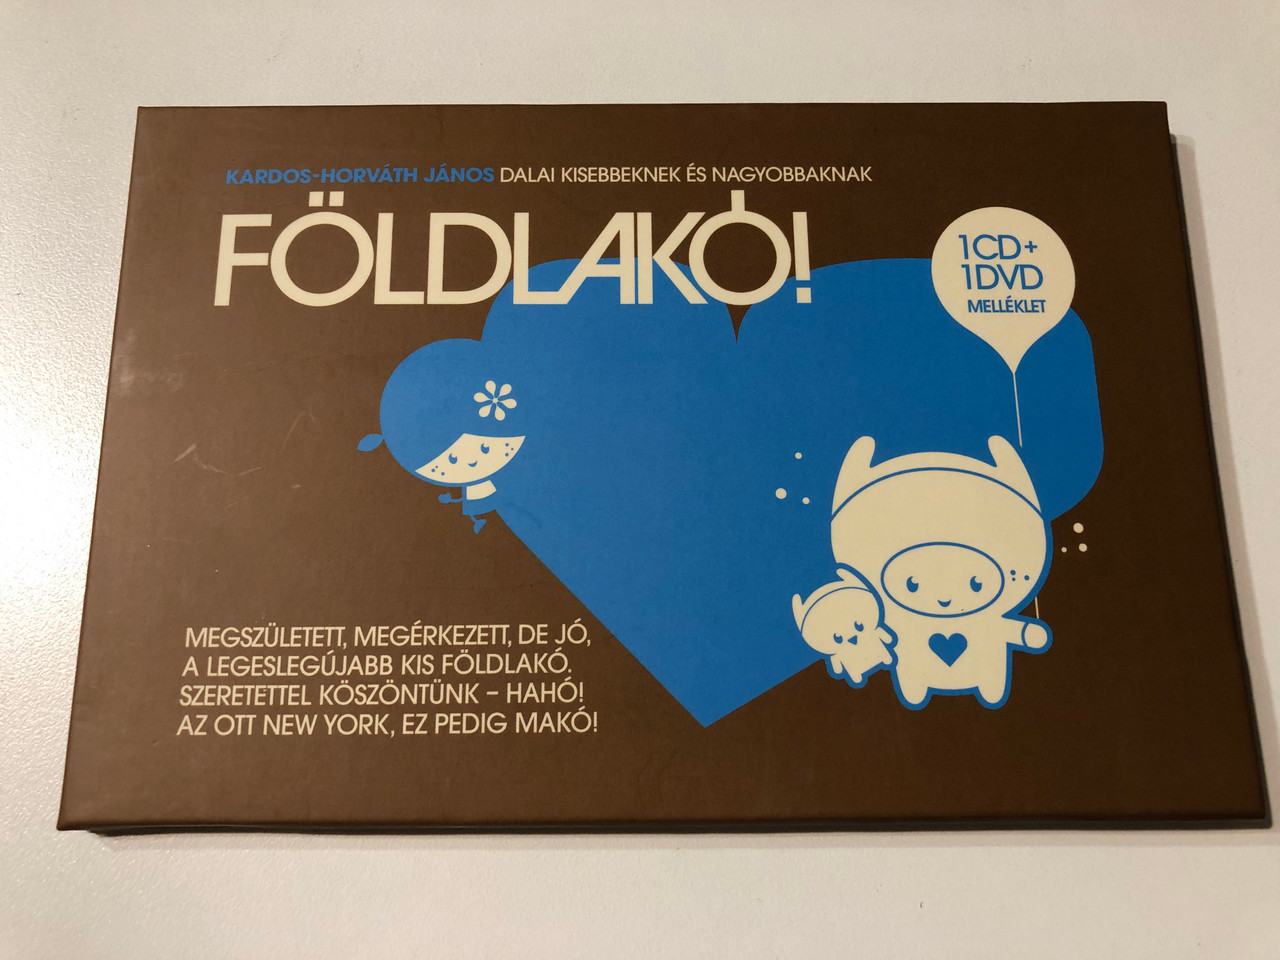 KARDOS-HORVÁTH JÁNOS DALAI KISEBBEKNEK ÉS NAGYOBBAKNAK
FÖLDLAKÓ!
1CD+
1DVD
MELLÉKLET
MEGSZÜLETETT, MEGÉRKEZETT, DE JÓ,
A LEGESLEGÚJABB KIS FÖLDLAKÓ.
SZERETETTEL KÖSZÖNTÜNK – HAHÓ!
AZ OTT NEW YORK, EZ PEDIG MAKÓ!